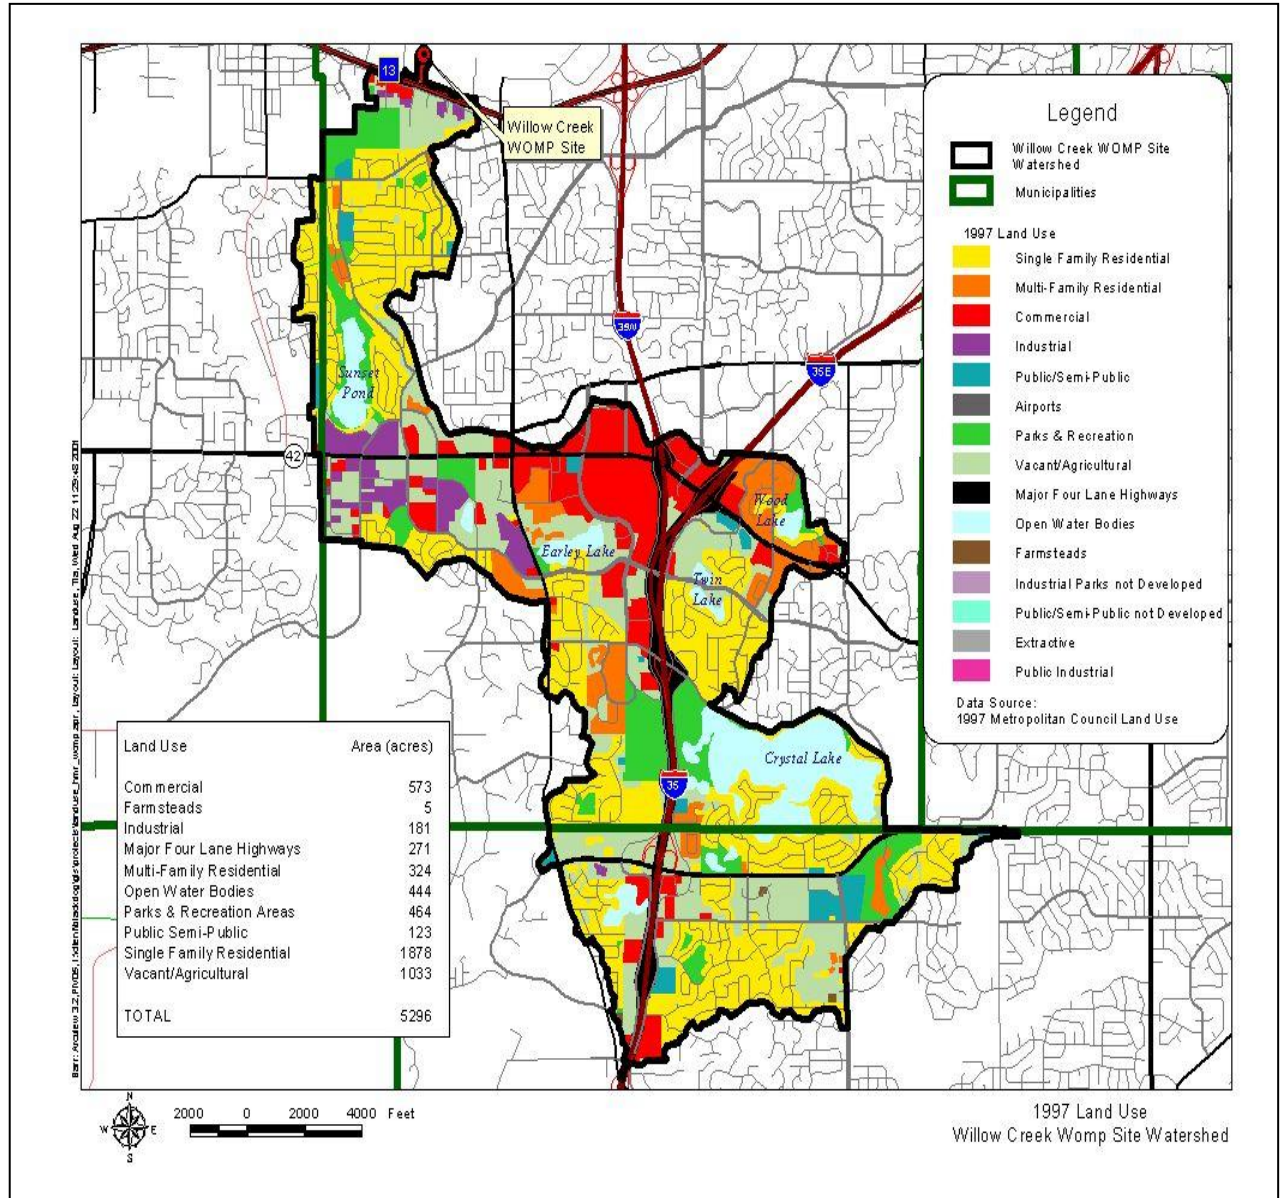 13
Willow Creek
WOMP Site
Legend
Willow Creek WOMP Site
Watershed
Municipalities
1997 Land Use
Single Family Residential
Multi-Family Residential
Commercial
Industrial
Public/Semi-Public
Airports
Parks & Recreation
Vacant/Agricultural
Major Four Lane Highways
Open Water Bodies
Farmsteads
Industrial Parks not Developed
Public/Semi-Public not Developed
Extractive
Public Industrial
Data Source:
1997 Metropolitan Council Land Use
35W
35E
Sunset
Pond
42
Wood
Lake
Earley Lake
Twin
Lake
Crystal Lake
35
Land Use Area (acres)
Commercial 573
Farmsteads 5
Industrial 181
Major Four Lane Highways 271
Multi-Family Residential 324
Open Water Bodies 444
Parks & Recreation Areas 464
Public Semi-Public 123
Single Family Residential 1878
Vacant/Agricultural 1033
TOTAL 5296
N
W E
S
2000 0 2000 4000 Feet
1997 Land Use
Willow Creek Womp Site Watershed